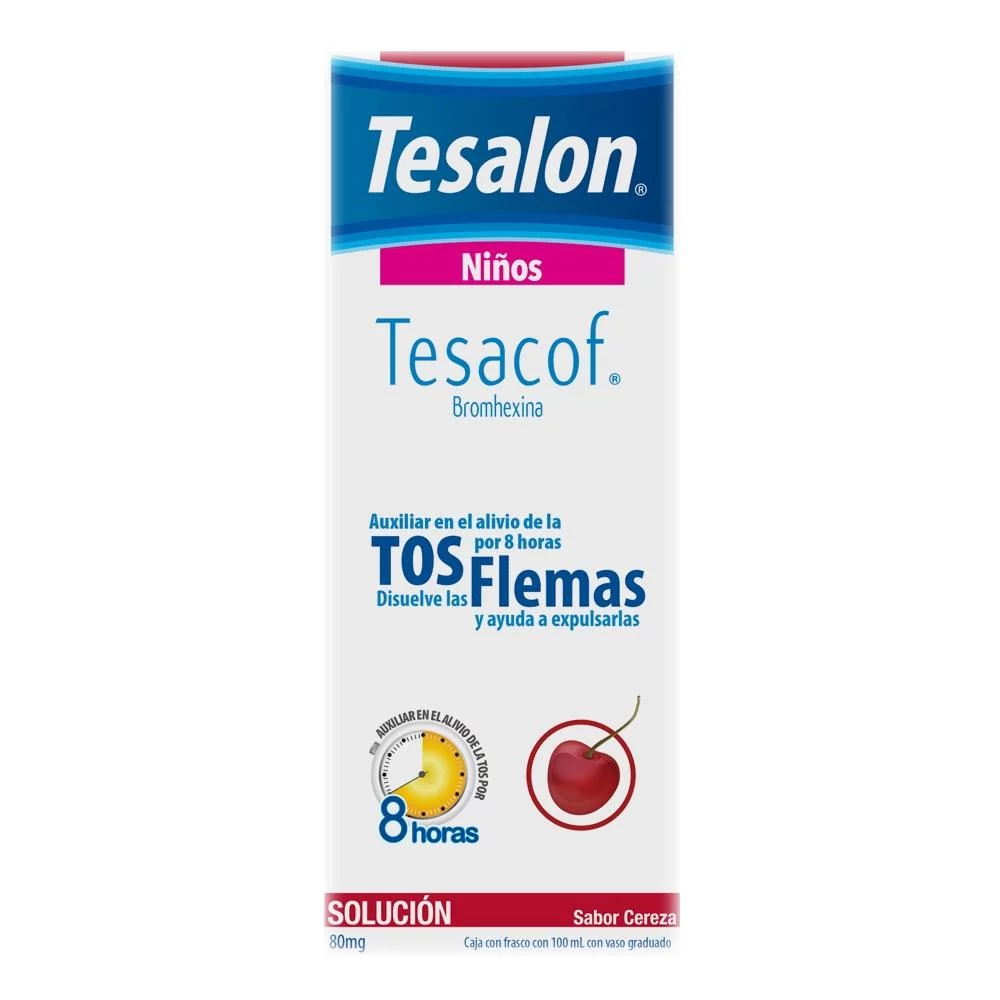 Tesalon®
Niños
Tesacof®
Bromhexina
Auxiliar en el alivio de la
TOS por 8 horas
Disuelve las Flemas
y ayuda a expulsarlas
AUXILIAR EN EL ALIVIO DE LA TOS POR
8 horas
SOLUCIÓN
Sabor Cereza
80mg
Caja con frasco con 100 mL con vaso graduado